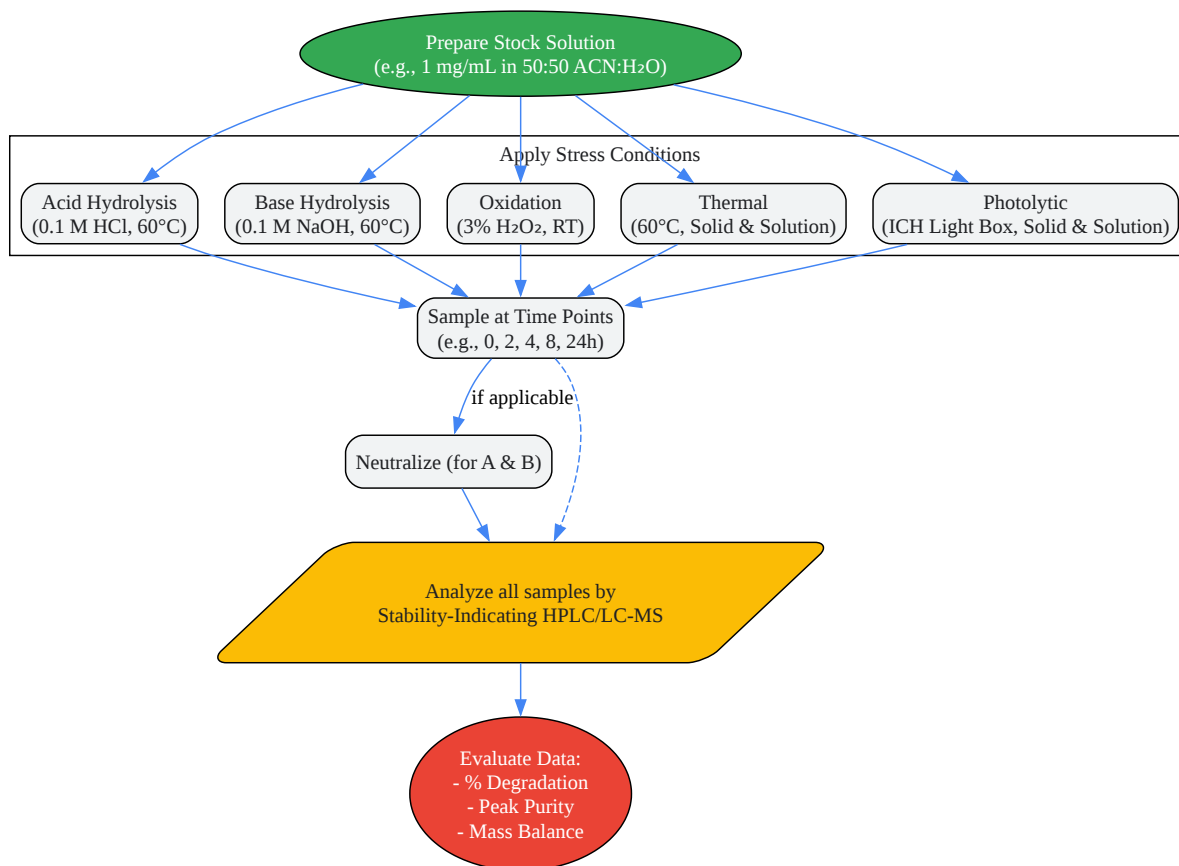 Prepare Stock Solution
(e.g., 1 mg/mL in 50:50 ACN:H₂O)
Apply Stress Conditions
Acid Hydrolysis
(0.1 M HCl, 60°C)
Base Hydrolysis
(0.1 M NaOH, 60°C)
Oxidation
(3% H₂O₂, RT)
Thermal
(60°C, Solid & Solution)
Photolytic
(ICH Light Box, Solid & Solution)
Sample at Time Points
(e.g., 0, 2, 4, 8, 24h)
if applicable
Neutralize (for A & B)
Analyze all samples by
Stability-Indicating HPLC/LC-MS
Evaluate Data:
- % Degradation
- Peak Purity
- Mass Balance